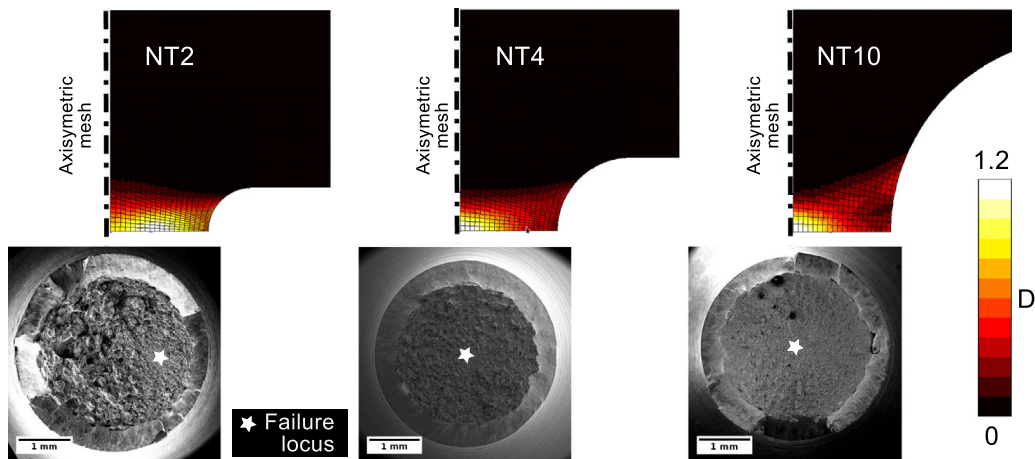 NT2
NT4
NT10
Axisymetric
mesh
Axisymetric
mesh
Axisymetric
mesh
1.2
D
0
1 mm
Failure
locus
1 mm
1 mm